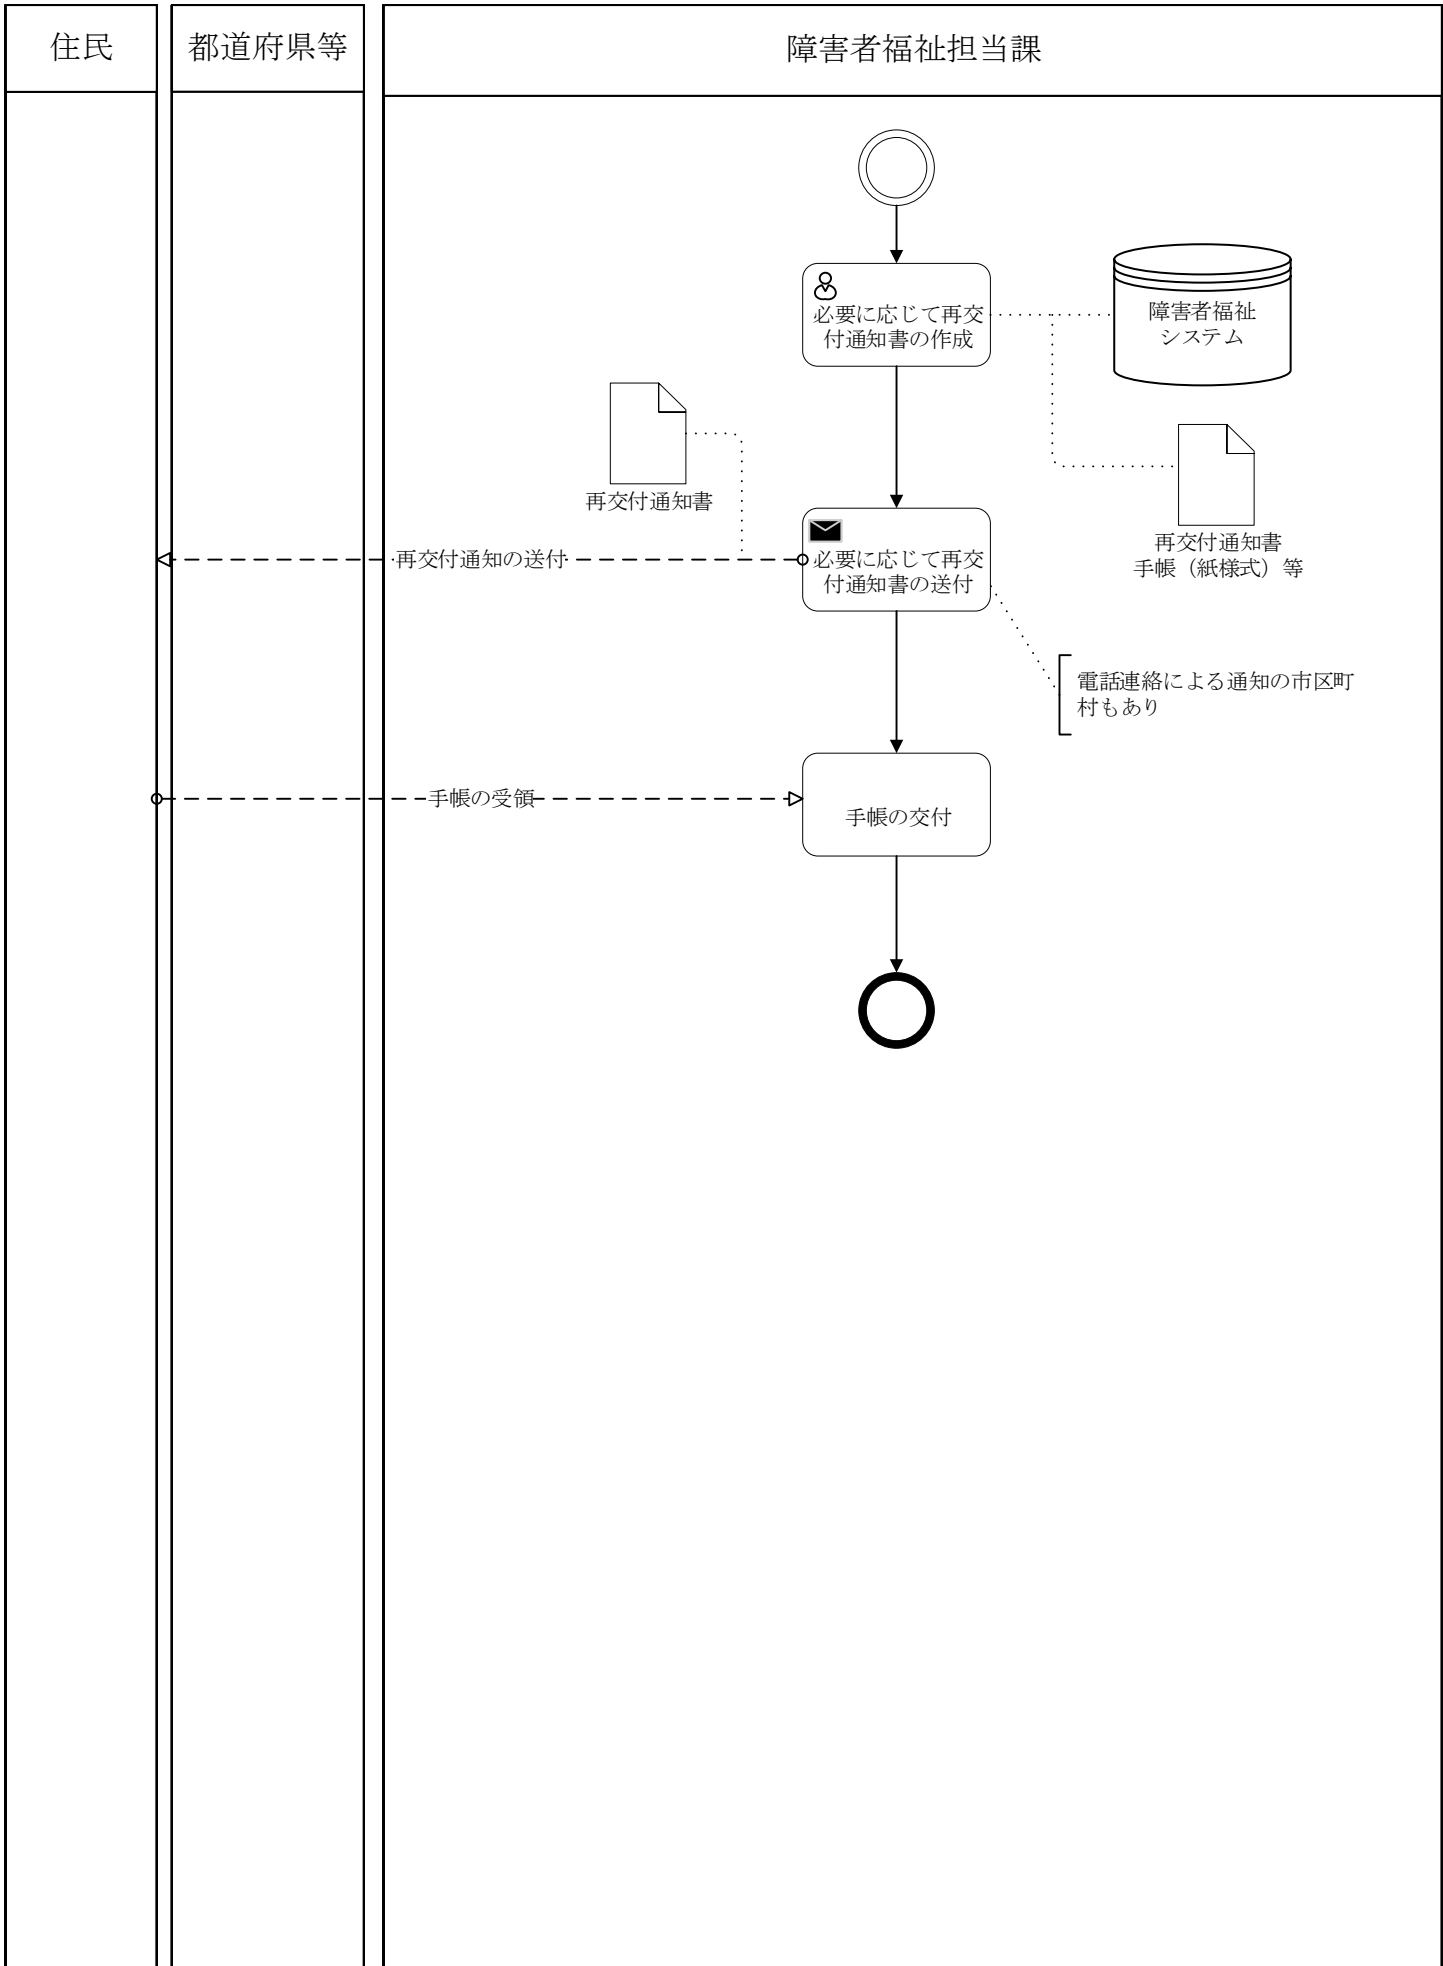 住民
都道府県等
障害者福祉担当課
必要に応じて再交
付通知書の作成
障害者福祉
システム
再交付通知書
再交付通知書
手帳（紙様式）等
再交付通知の送付
必要に応じて再交
付通知書の送付
電話連絡による通知の市区町
村もあり
手帳の受領
手帳の交付